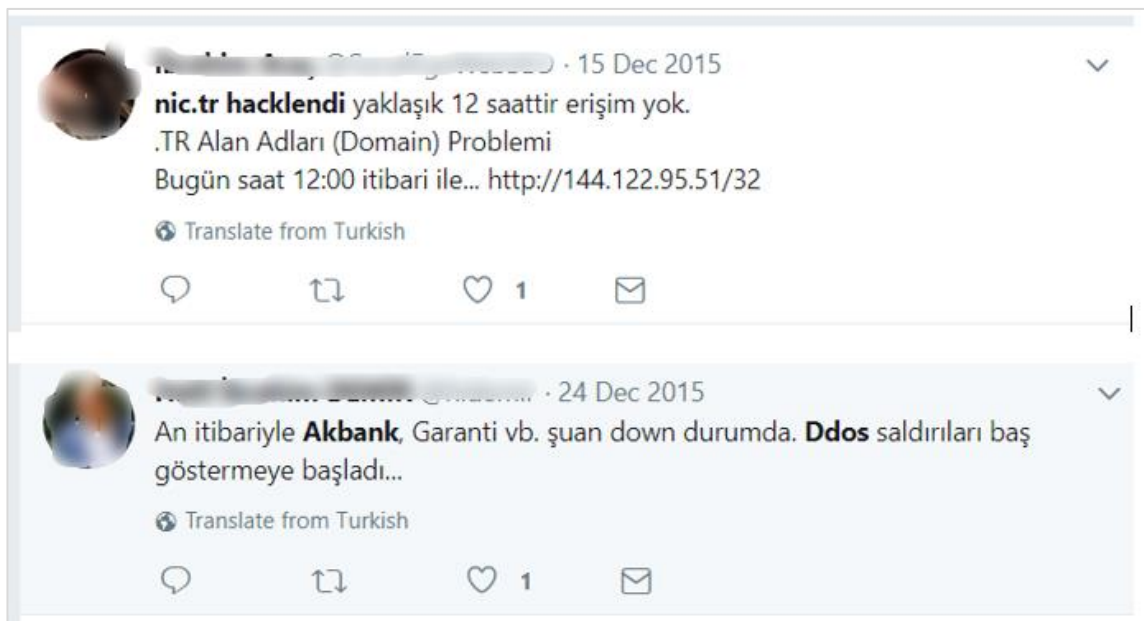 · 15 Dec 2015
nic.tr hacklendi yaklaşık 12 saattir erişim yok.
.TR Alan Adları (Domain) Problemi
Bugün saat 12:00 itibari ile... http://144.122.95.51/32
Translate from Turkish
1
· 24 Dec 2015
An itibariyle Akbank, Garanti vb. şuan down durumda. Ddos saldırıları baş
göstermeye başladı...
Translate from Turkish
1